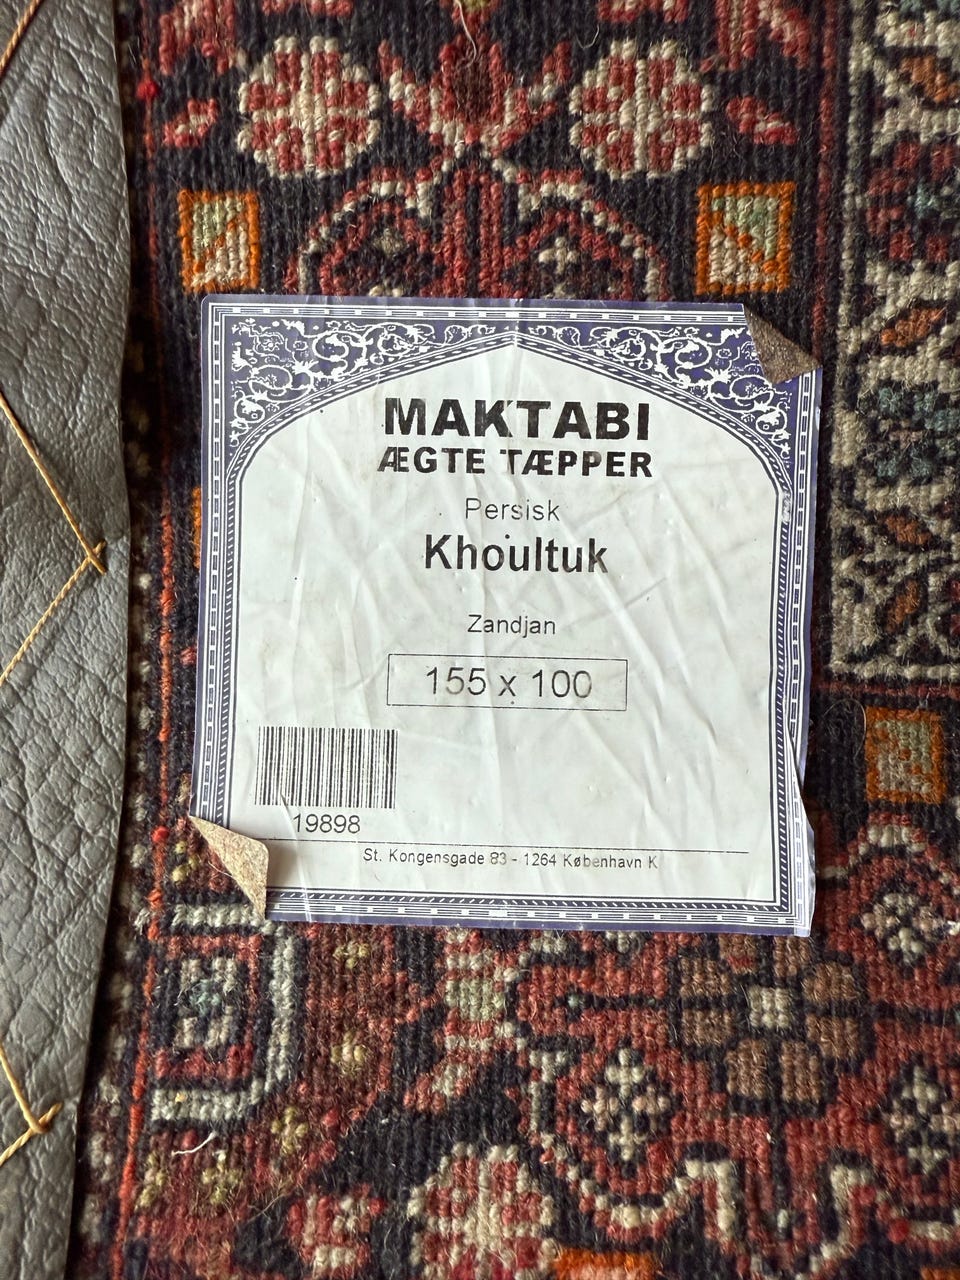 MAKTABI
ÆGTE TÆPPER
Persisk
Khoultuk
Zandjan
155 x 100
19898
St. Kongensgade 83 - 1264 København K